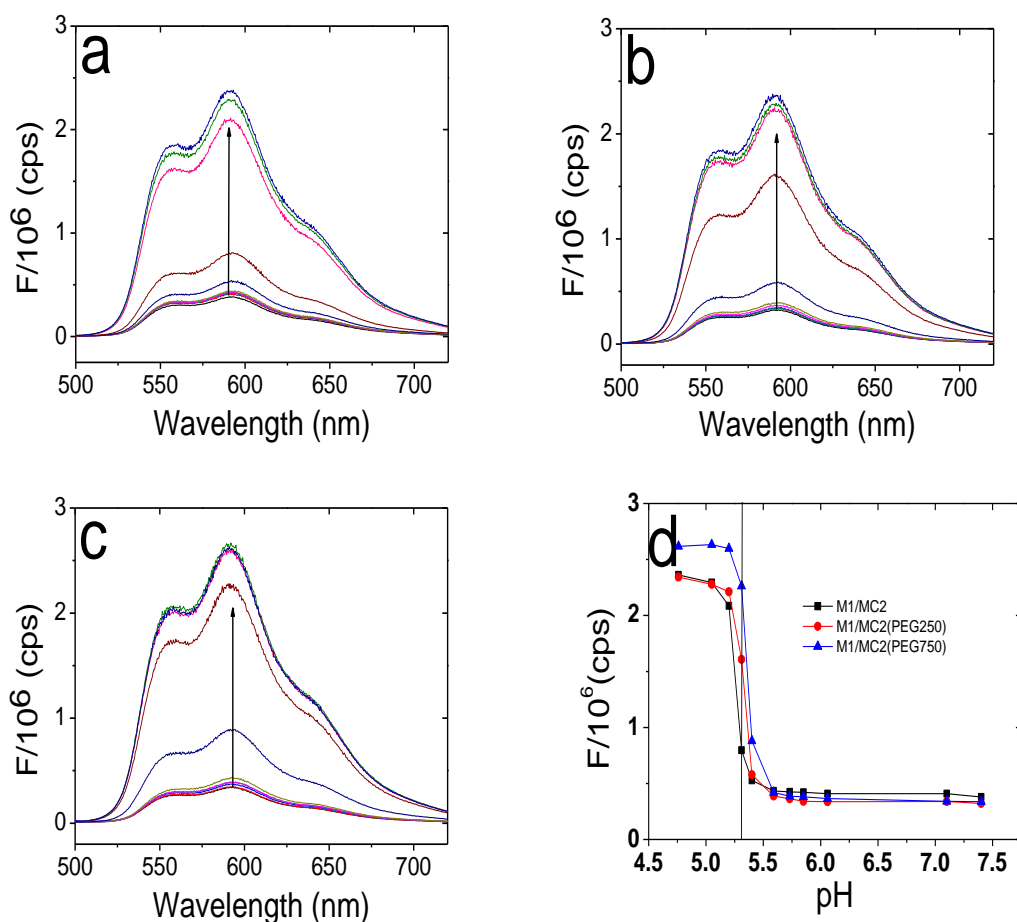 a
3
2
1
0
F/10⁶ (cps)
500 550 600 650 700
Wavelength (nm)
b
3
2
1
0
F/10⁶ (cps)
500 550 600 650 700
Wavelength (nm)
c
3
2
1
0
F/10⁶ (cps)
500 550 600 650 700
Wavelength (nm)
d
3
2
1
0
F/10⁶(cps)
M1/MC2
M1/MC2(PEG250)
M1/MC2(PEG750)
4.5 5.0 5.5 6.0 6.5 7.0 7.5
pH